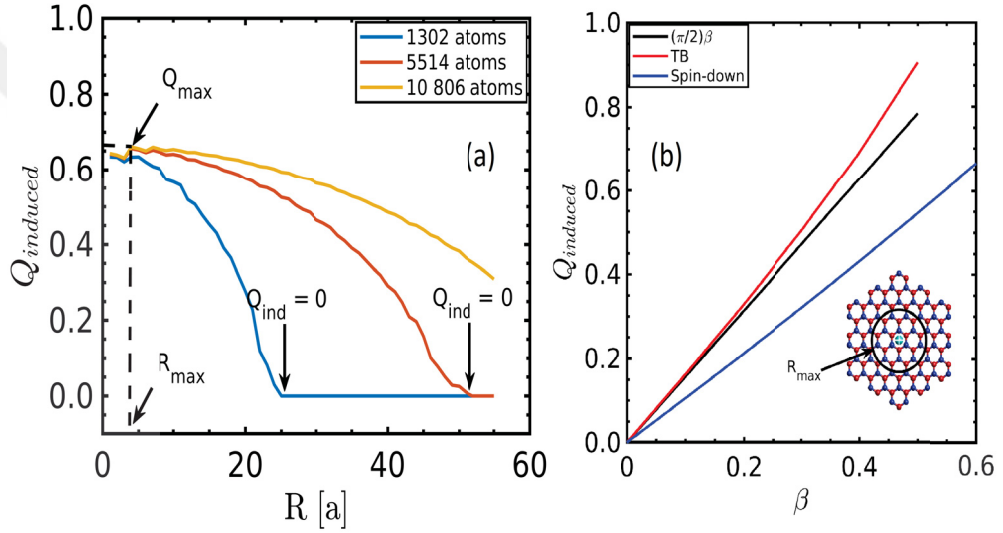 1.0
0.8
0.6
0.4
0.2
0.0
Q_induced
0
20
40
60
R [a]
1302 atoms
5514 atoms
10 806 atoms
Q_max
(a)
Q_ind = 0
Q_ind = 0
R_max
1.0
0.8
0.6
0.4
0.2
0.0
Q_induced
0
0.2
0.4
0.6
β
(π/2)β
TB
Spin-down
(b)
R_max